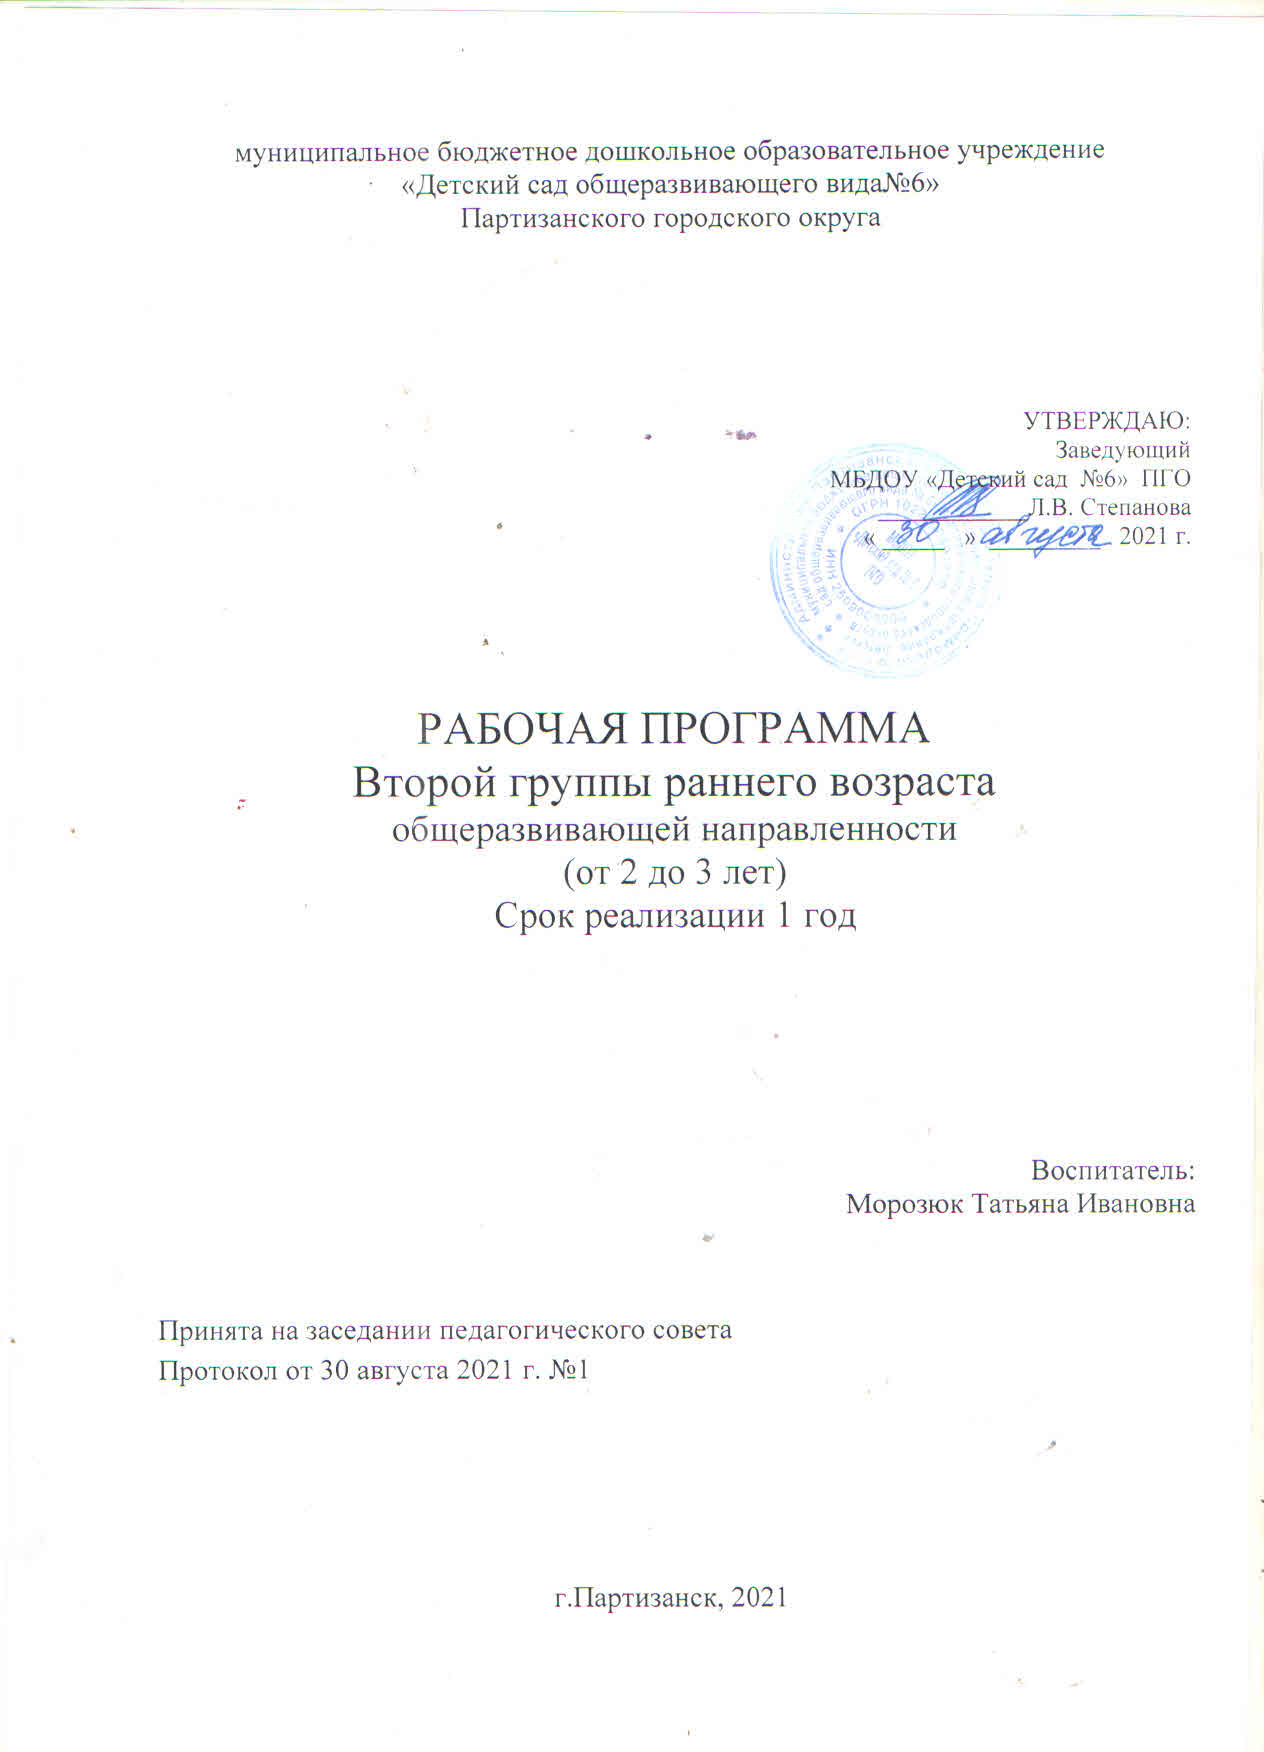 муниципальное бюджетное дошкольное образовательное учреждение
«Детский сад общеразвивающего вида№6»
Партизанского городского округа
УТВЕРЖДАЮ:
Заведующий
МБДОУ «Детский сад №6» ПГО
Л.В. Степанова
« 30 » августа 2021 г.
ОГРН
РАБОЧАЯ ПРОГРАММА
Второй группы раннего возраста
общеразвивающей направленности
(от 2 до 3 лет)
Срок реализации 1 год
Воспитатель:
Морозюк Татьяна Ивановна
Принята на заседании педагогического совета
Протокол от 30 августа 2021 г. №1
г.Партизанск, 2021